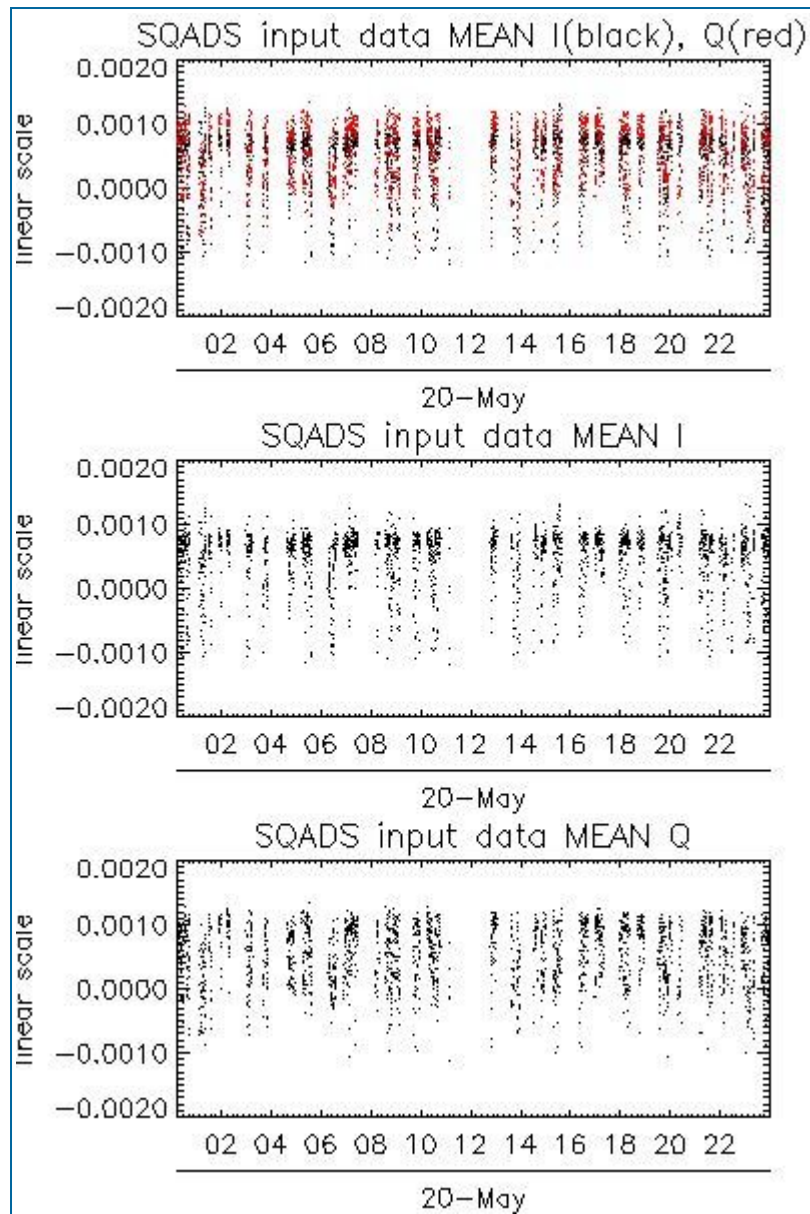 SQADS input data MEAN I(black), Q(red)
linear scale
0.0020
0.0010
0.0000
−0.0010
−0.0020
02 04 06 08 10 12 14 16 18 20 22
20−May
SQADS input data MEAN I
linear scale
0.0020
0.0010
0.0000
−0.0010
−0.0020
02 04 06 08 10 12 14 16 18 20 22
20−May
SQADS input data MEAN Q
linear scale
0.0020
0.0010
0.0000
−0.0010
−0.0020
02 04 06 08 10 12 14 16 18 20 22
20−May